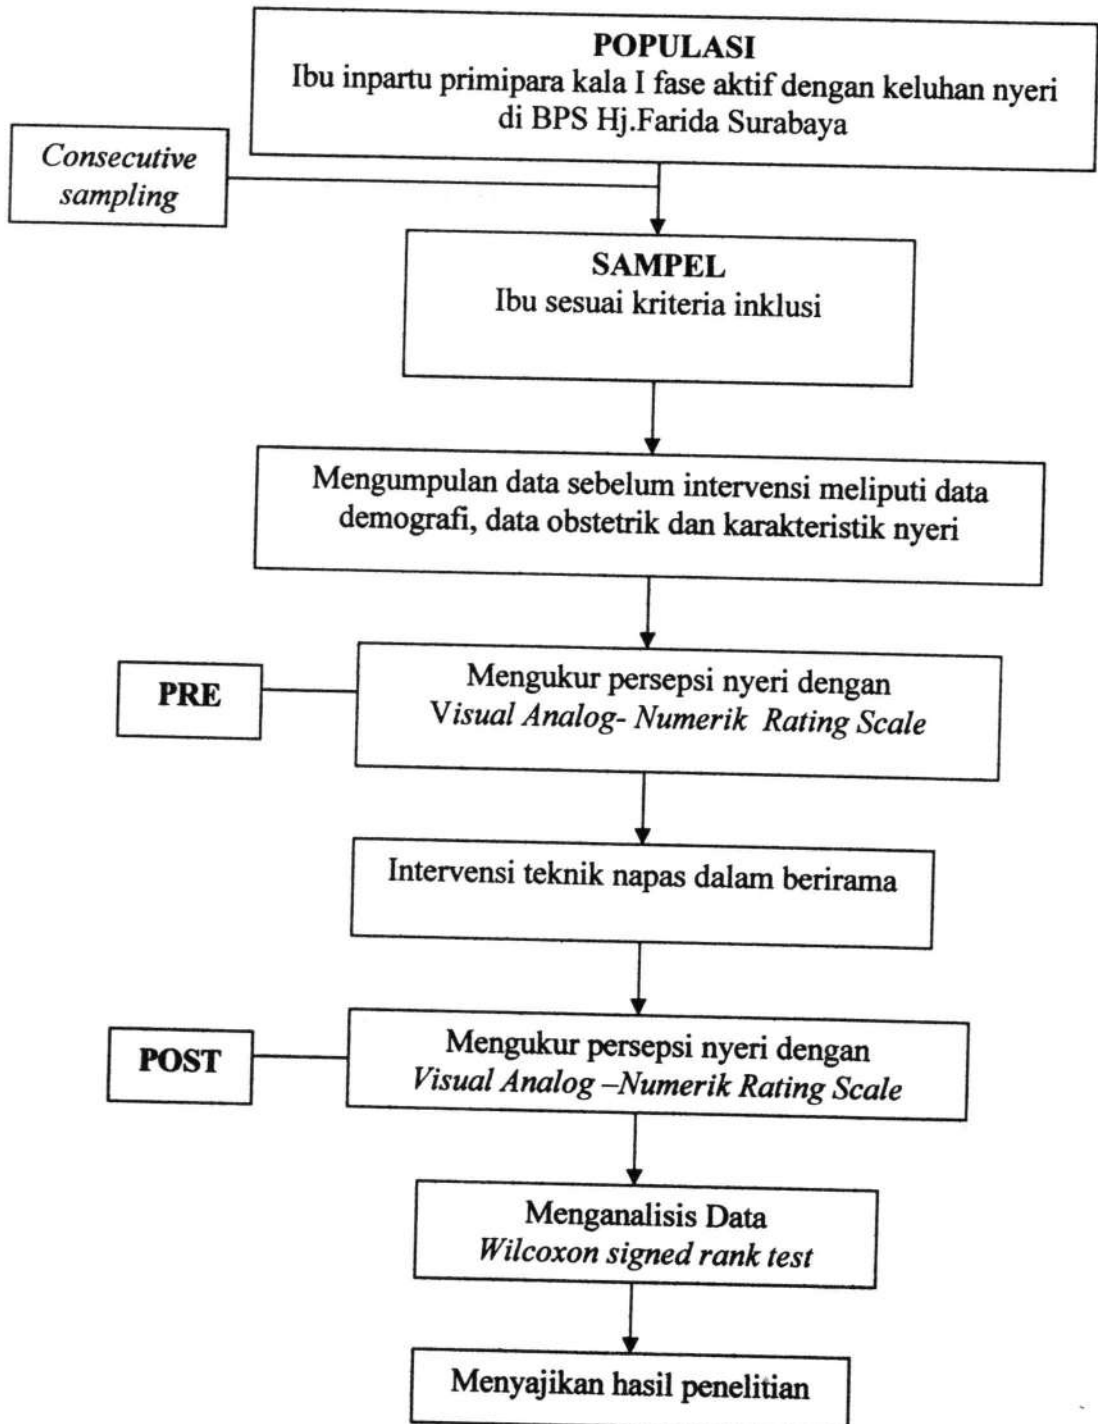 POPULASI
Ibu inpartu primipara kala I fase aktif dengan keluhan nyeri
di BPS Hj.Farida Surabaya
Consecutive
sampling
SAMPEL
Ibu sesuai kriteria inklusi
Mengumpulan data sebelum intervensi meliputi data
demografi, data obstetrik dan karakteristik nyeri
PRE
Mengukur persepsi nyeri dengan
Visual Analog- Numerik Rating Scale
Intervensi teknik napas dalam berirama
POST
Mengukur persepsi nyeri dengan
Visual Analog –Numerik Rating Scale
Menganalisis Data
Wilcoxon signed rank test
Menyajikan hasil penelitian